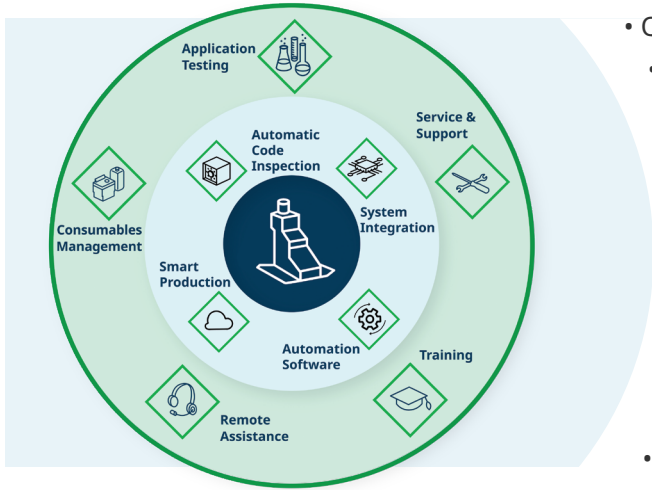 Application
Testing
Service &
Support
Automatic
Code
Inspection
System
Integration
Consumables
Management
Smart
Production
Automation
Software
Training
Remote
Assistance